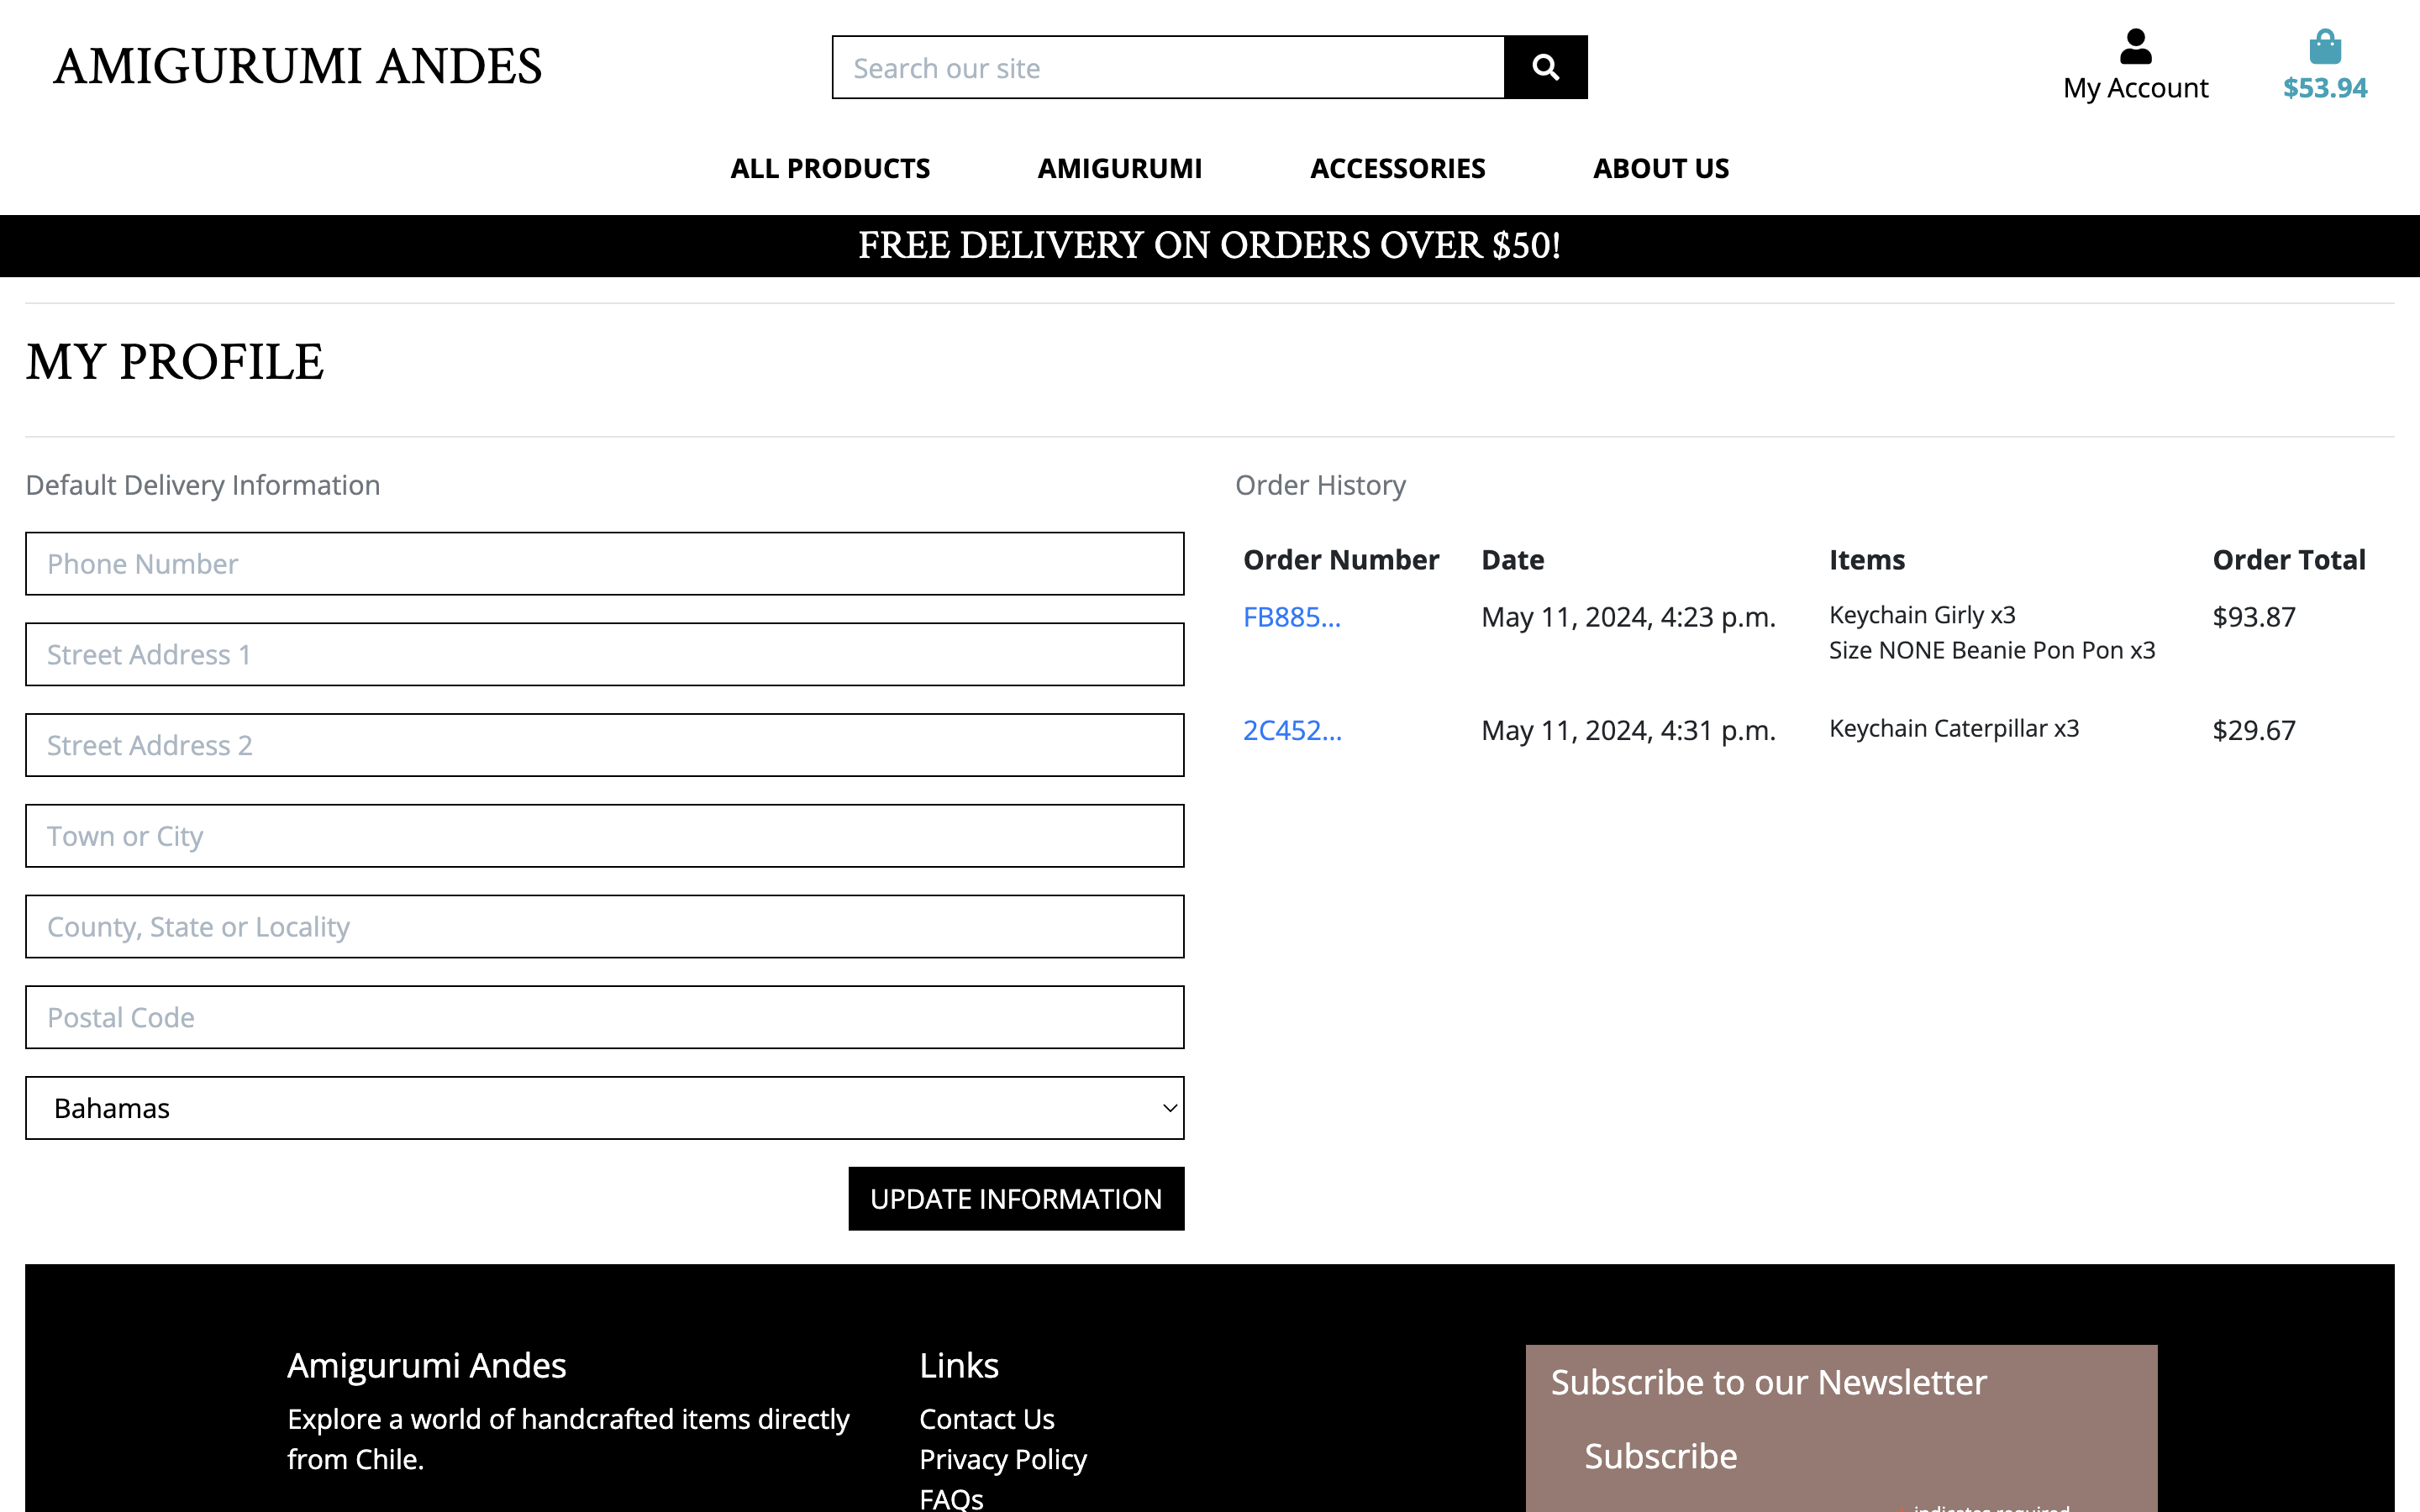 AMIGURUMI ANDES
Search our site
My Account
$53.94
ALL PRODUCTS AMIGURUMI ACCESSORIES ABOUT US
FREE DELIVERY ON ORDERS OVER $50!
MY PROFILE
Default Delivery Information
Phone Number
Street Address 1
Street Address 2
Town or City
County, State or Locality
Postal Code
Bahamas
UPDATE INFORMATION
Order History
Order Number Date Items Order Total
FB885... May 11, 2024, 4:23 p.m. Keychain Girly x3 $93.87
Size NONE Beanie Pon Pon x3
2C452... May 11, 2024, 4:31 p.m. Keychain Caterpillar x3 $29.67
Amigurumi Andes
Explore a world of handcrafted items directly
from Chile.
Links
Contact Us
Privacy Policy
FAQs
Subscribe to our Newsletter
Subscribe
* indicates required